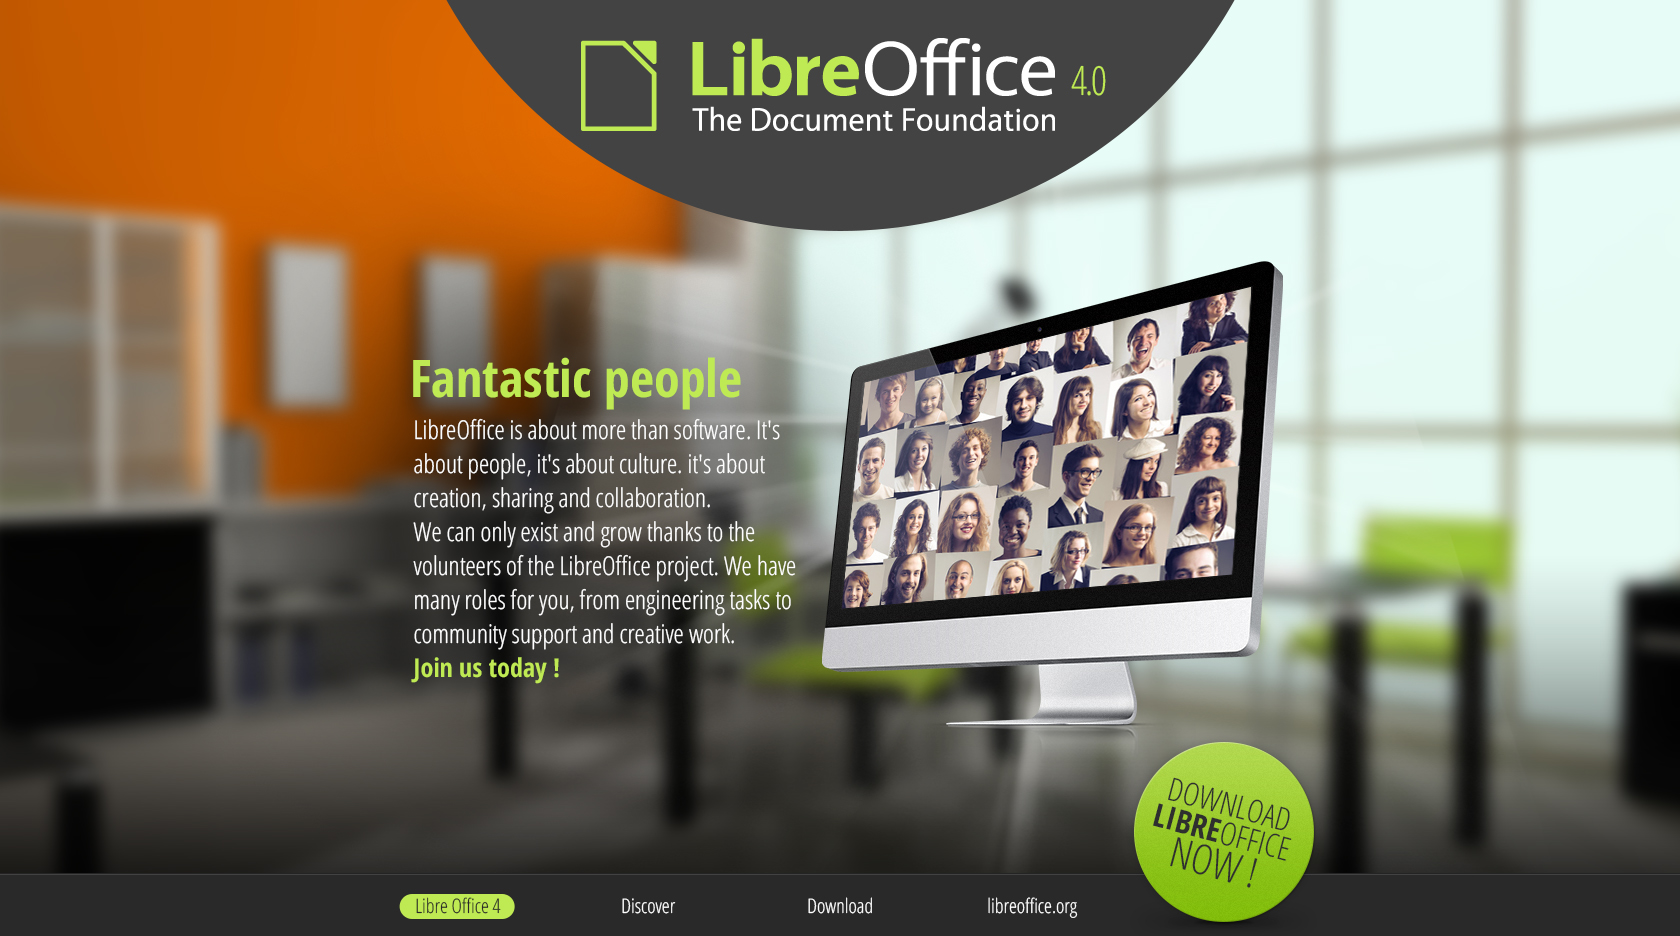 LibreOffice 4.0
The Document Foundation
Fantastic people
LibreOffice is about more than software. It's
about people, it's about culture. it's about
creation, sharing and collaboration.
We can only exist and grow thanks to the
volunteers of the LibreOffice project. We have
many roles for you, from engineering tasks to
community support and creative work.
Join us today !
DOWNLOAD
LIBREOFFICE
NOW !
Libre Office 4
Discover
Download
libreoffice.org